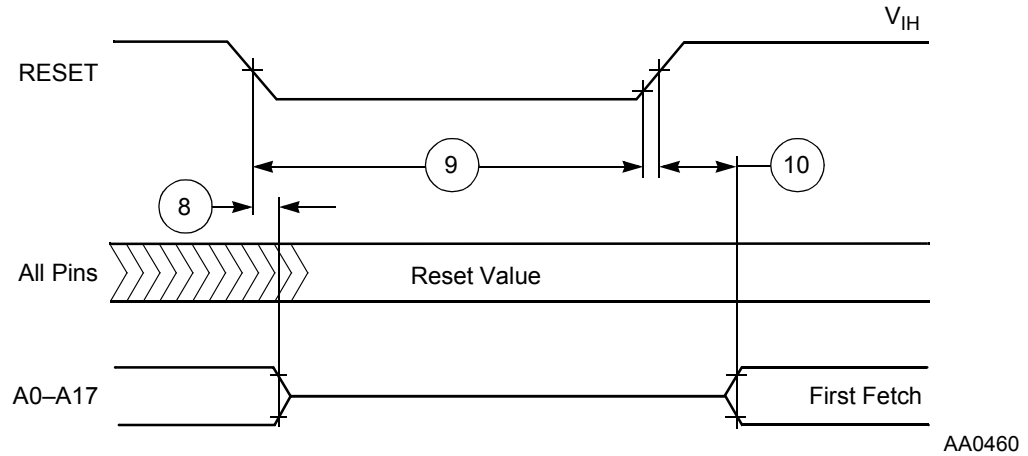 V_IH
RESET
9
10
8
All Pins
Reset Value
A0–A17
First Fetch
AA0460